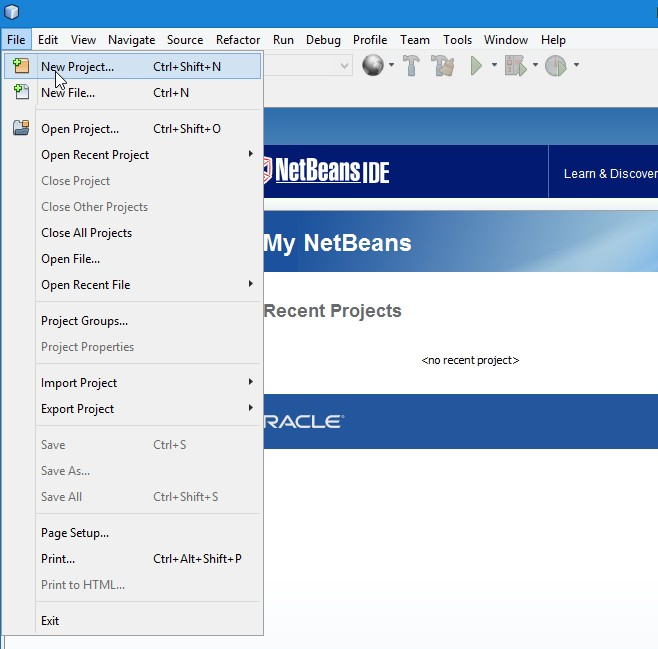 File Edit View Navigate Source Refactor Run Debug Profile Team Tools Window Help
New Project... Ctrl+Shift+N
New File... Ctrl+N
Open Project... Ctrl+Shift+O
Open Recent Project
Close Project
Close Other Projects
Close All Projects
Open File...
Open Recent File
Project Groups...
Project Properties
Import Project
Export Project
Save Ctrl+S
Save As...
Save All Ctrl+Shift+S
Page Setup...
Print... Ctrl+Alt+Shift+P
Print to HTML...
Exit
NetBeans IDE
Learn & Discover
My NetBeans
Recent Projects
<no recent project>
RACLE